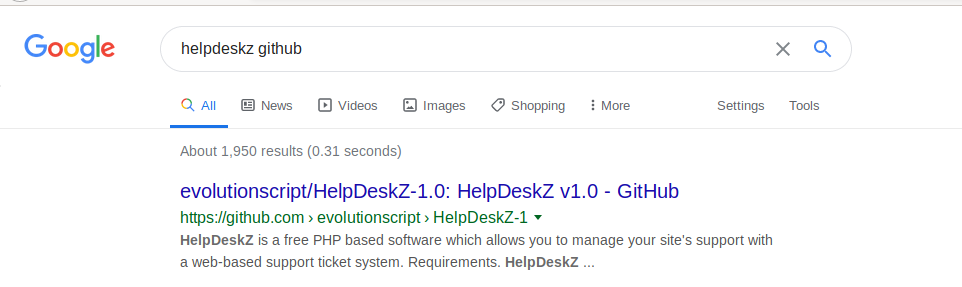 Google
helpdeskz github
All News Videos Images Shopping More Settings Tools
About 1,950 results (0.31 seconds)
evolutionscript/HelpDeskZ-1.0: HelpDeskZ v1.0 - GitHub
https://github.com › evolutionscript › HelpDeskZ-1
HelpDeskZ is a free PHP based software which allows you to manage your site's support with
a web-based support ticket system. Requirements. HelpDeskZ ...